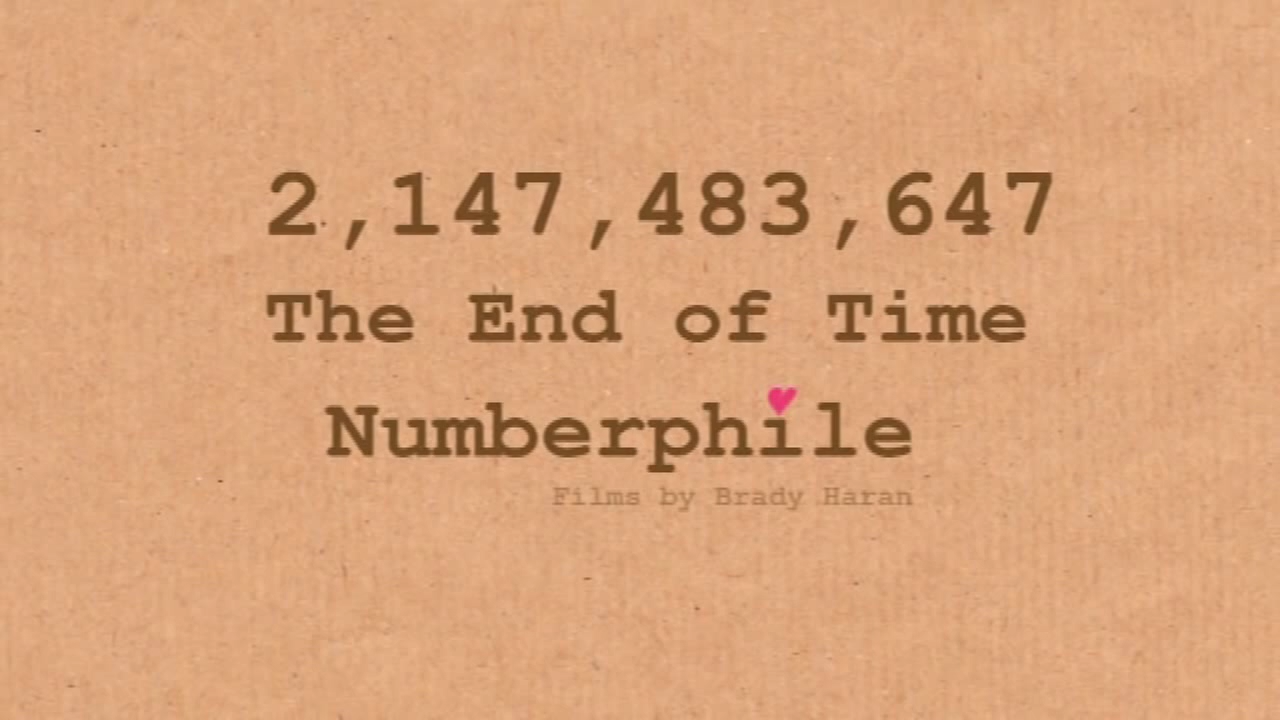 2,147,483,647
The End of Time
Numberphile
Films by Brady Haran